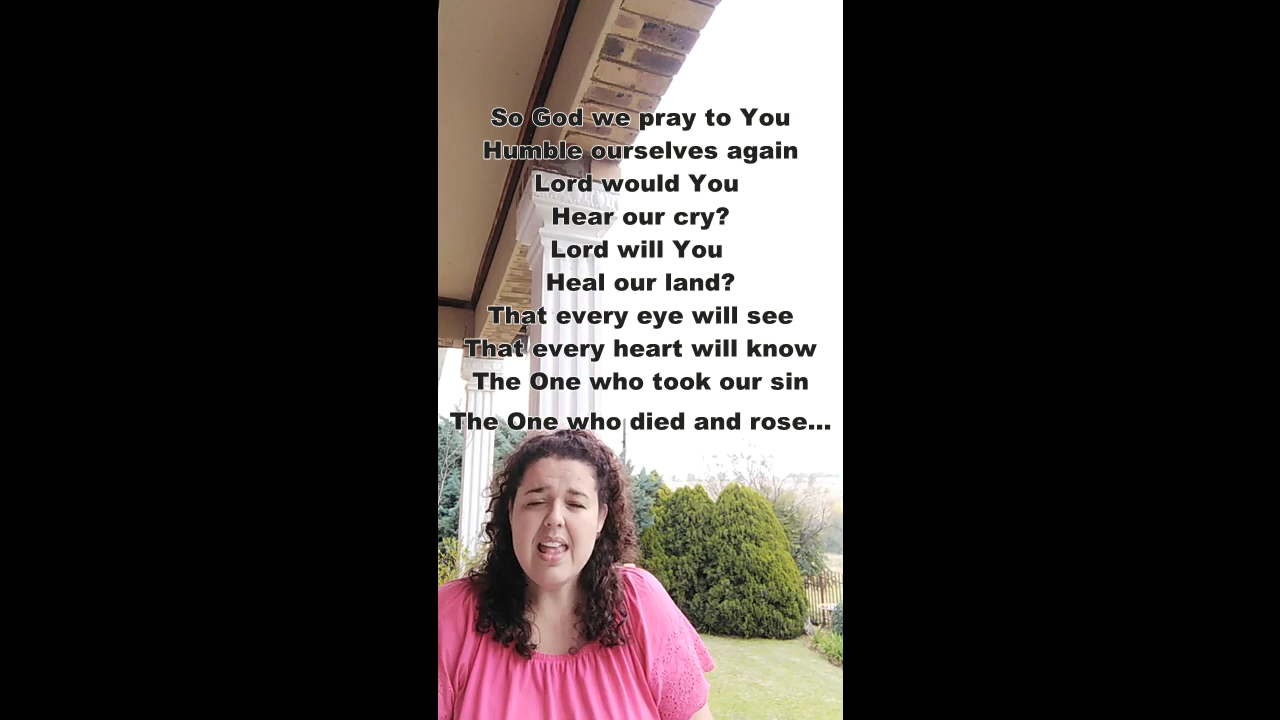 So God we pray to You
Humble ourselves again
Lord would You
Hear our cry?
Lord will You
Heal our land?
That every eye will see
That every heart will know
The One who took our sin
The One who died and rose...